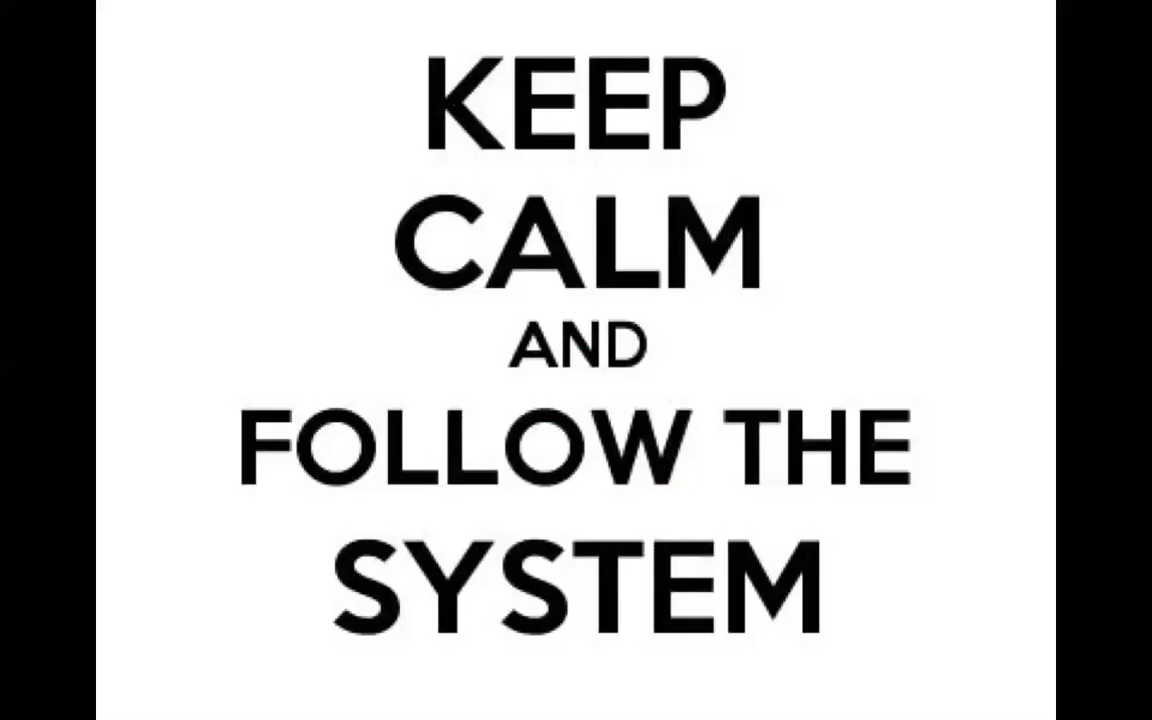 KEEP
CALM
AND
FOLLOW THE
SYSTEM